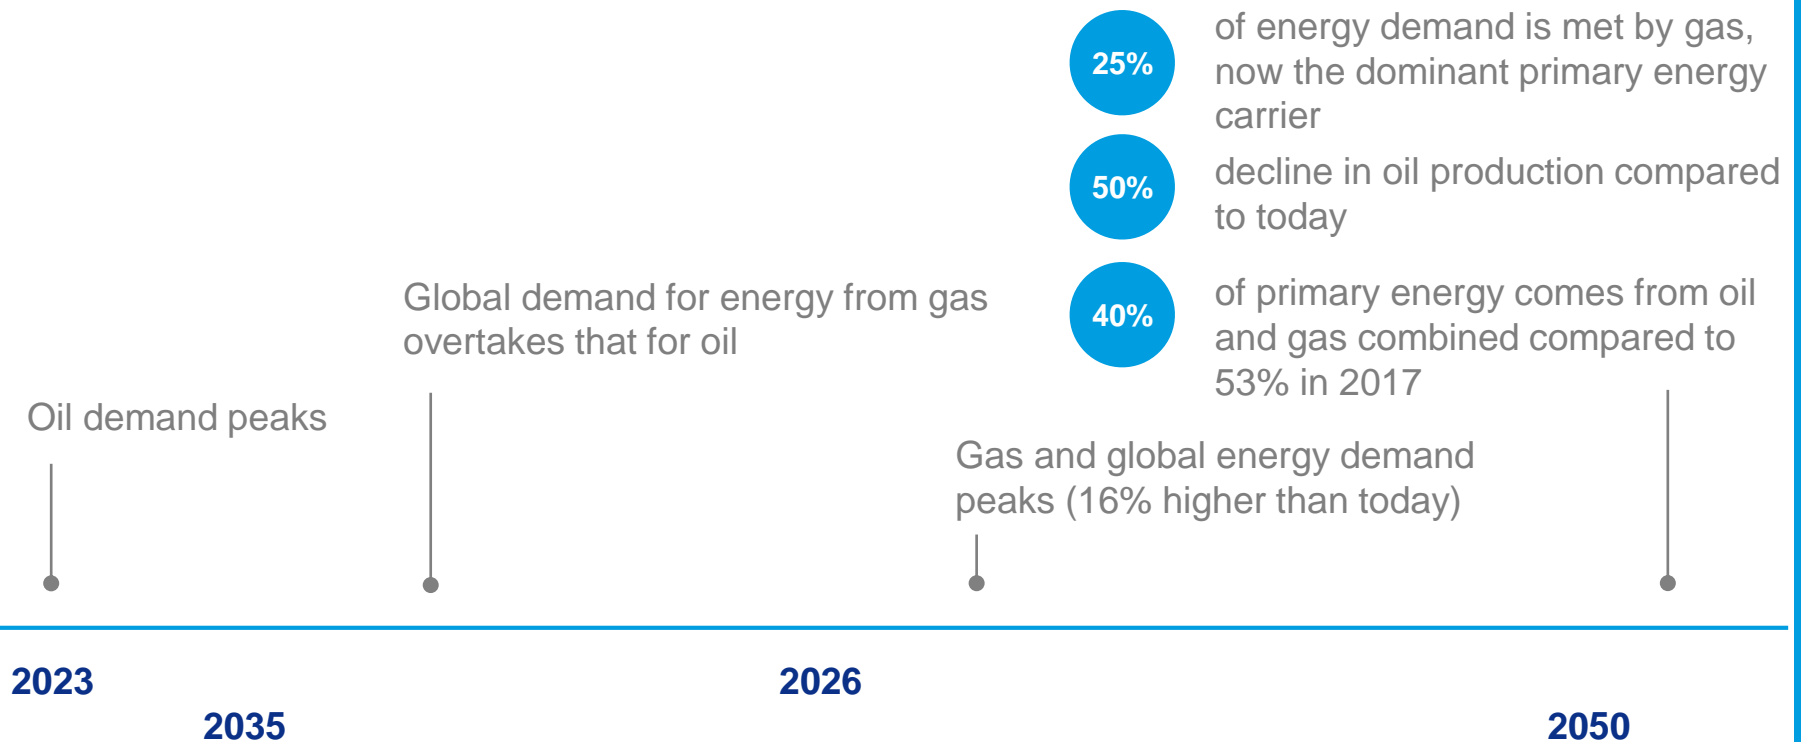 25%
of energy demand is met by gas,
now the dominant primary energy
carrier
50%
decline in oil production compared
to today
40%
of primary energy comes from oil
and gas combined compared to
53% in 2017
Global demand for energy from gas
overtakes that for oil
Oil demand peaks
Gas and global energy demand
peaks (16% higher than today)
2023
2026
2035
2050